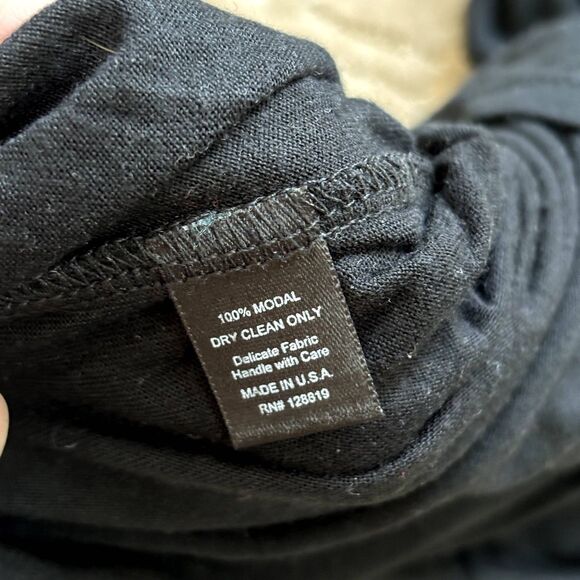 100% MODAL
DRY CLEAN ONLY
Delicate Fabric
Handle with Care
MADE IN U.S.A.
RN# 128819